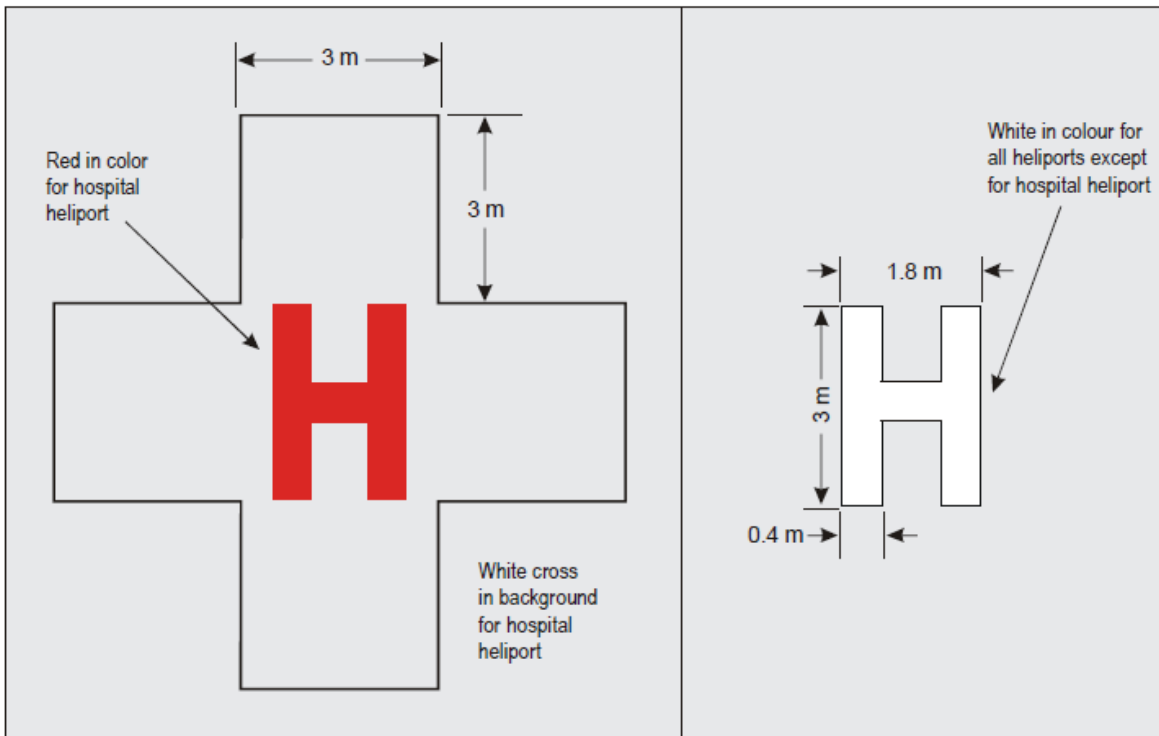 3 m
Red in color
for hospital
heliport
3 m
H
White cross
in background
for hospital
heliport
White in colour for
all heliports except
for hospital heliport
1.8 m
3 m
H
0.4 m